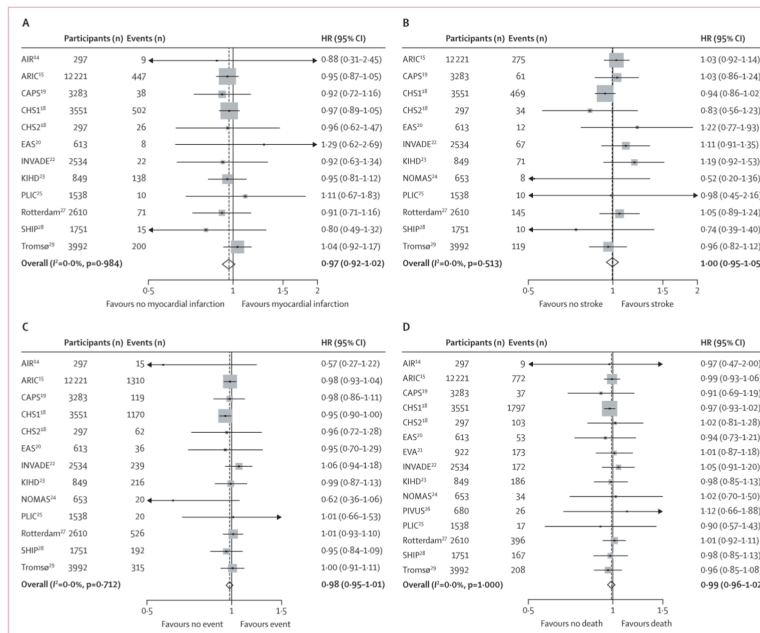 A
Participants (n) Events (n) HR (95% CI)
AIR¹⁴ 297 9 0·88 (0·31–2·45)
ARIC¹⁵ 12 221 447 0·95 (0·87–1·05)
CAPS¹⁹ 3283 38 0·92 (0·72–1·16)
CHS1¹⁸ 3551 502 0·97 (0·89–1·05)
CHS2¹⁸ 297 26 0·96 (0·62–1·47)
EAS²⁰ 613 8 1·29 (0·62–2·69)
INVADE²² 2534 22 0·92 (0·63–1·34)
KIHD²³ 849 138 0·95 (0·81–1·12)
PLIC²⁵ 1538 10 1·11 (0·67–1·83)
Rotterdam²⁷ 2610 71 0·91 (0·71–1·16)
SHIP²⁸ 1751 15 0·80 (0·49–1·32)
Tromsø²⁹ 3992 200 1·04 (0·92–1·17)
Overall (I²=0·0%, p=0·984) 0·97 (0·92–1·02)
0·5 1 1·5 2
Favours no myocardial infarction Favours myocardial infarction
B
Participants (n) Events (n) HR (95% CI)
ARIC¹⁵ 12 221 275 1·03 (0·92–1·14)
CAPS¹⁹ 3283 61 1·03 (0·86–1·24)
CHS1¹⁸ 3551 469 0·94 (0·86–1·02)
CHS2¹⁸ 297 34 0·83 (0·56–1·23)
EAS²⁰ 613 12 1·22 (0·77–1·93)
INVADE²² 2534 67 1·11 (0·91–1·35)
KIHD²³ 849 71 1·19 (0·92–1·53)
NOMAS²⁴ 653 8 0·52 (0·20–1·36)
PLIC²⁵ 1538 10 0·98 (0·45–2·16)
Rotterdam²⁷ 2610 145 1·05 (0·89–1·24)
SHIP²⁸ 1751 10 0·74 (0·39–1·40)
Tromsø²⁹ 3992 119 0·96 (0·82–1·12)
Overall (I²=0·0%, p=0·513) 1·00 (0·95–1·05
0·5 1 1·5 2
Favours no stroke Favours stroke
C
Participants (n) Events (n) HR (95% CI)
AIR¹⁴ 297 15 0·57 (0·27–1·22)
ARIC¹⁵ 12 221 1310 0·98 (0·93–1·04)
CAPS¹⁹ 3283 119 0·98 (0·86–1·11)
CHS1¹⁸ 3551 1170 0·95 (0·90–1·00)
CHS2¹⁸ 297 62 0·96 (0·72–1·28)
EAS²⁰ 613 36 0·95 (0·70–1·29)
INVADE²² 2534 239 1·06 (0·94–1·18)
KIHD²³ 849 216 0·99 (0·87–1·13)
NOMAS²⁴ 653 20 0·62 (0·36–1·06)
PLIC²⁵ 1538 20 1·01 (0·66–1·53)
Rotterdam²⁷ 2610 526 1·01 (0·93–1·10)
SHIP²⁸ 1751 192 0·95 (0·84–1·09)
Tromsø²⁹ 3992 315 1·00 (0·91–1·11)
Overall (I²=0·0%, p=0·712) 0·98 (0·95–1·01)
0·5 1 1·5
Favours no event Favours event
D
Participants (n) Events (n) HR (95% CI)
AIR¹⁴ 297 9 0·97 (0·47–2·00)
ARIC¹⁵ 12 221 772 0·99 (0·93–1·06)
CAPS¹⁹ 3283 37 0·91 (0·69–1·19)
CHS1¹⁸ 3551 1797 0·97 (0·93–1·02)
CHS2¹⁸ 297 103 1·02 (0·81–1·28)
EAS²⁰ 613 53 0·94 (0·73–1·21)
EVA²¹ 922 173 1·01 (0·87–1·18)
INVADE²² 2534 172 1·05 (0·91–1·20)
KIHD²³ 849 186 0·98 (0·85–1·13)
NOMAS²⁴ 653 34 1·02 (0·70–1·50)
PIVUS²⁶ 680 26 1·12 (0·66–1·88)
PLIC²⁵ 1538 17 0·90 (0·57–1·43)
Rotterdam²⁷ 2610 396 1·01 (0·92–1·11)
SHIP²⁸ 1751 167 0·98 (0·85–1·13)
Tromsø²⁹ 3992 208 0·96 (0·85–1·08)
Overall (I²=0·0%, p=1·000) 0·99 (0·96–1·02
0·5 1 1·5
Favours no death Favours death